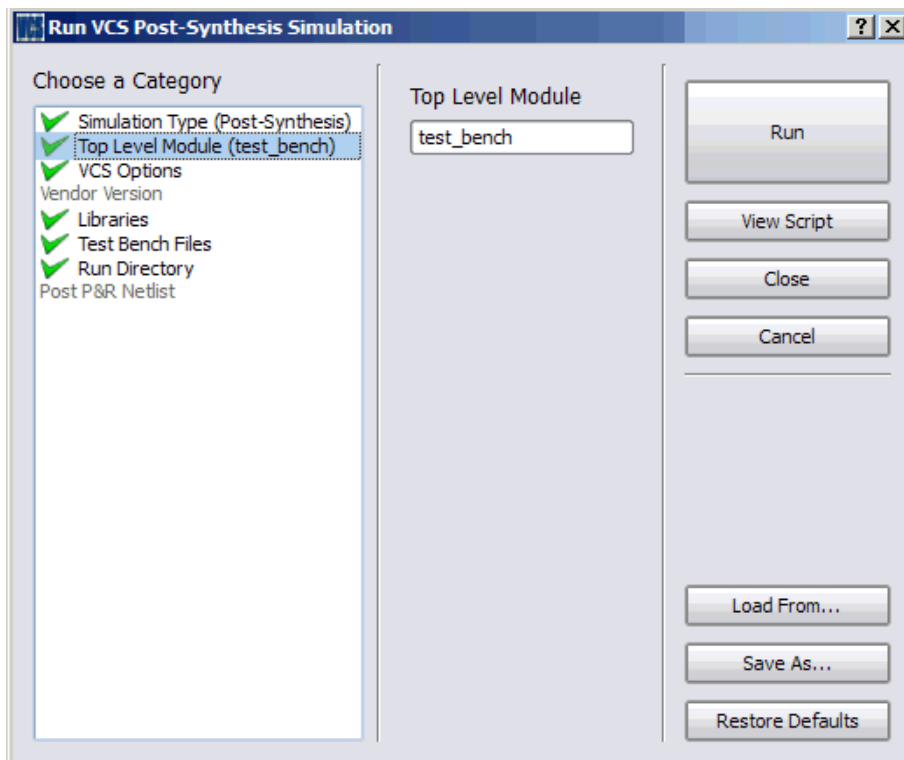 Run VCS Post-Synthesis Simulation
Choose a Category
Simulation Type (Post-Synthesis)
Top Level Module (test_bench)
VCS Options
Vendor Version
Libraries
Test Bench Files
Run Directory
Post P&R Netlist
Top Level Module
test_bench
Run
View Script
Close
Cancel
Load From...
Save As...
Restore Defaults